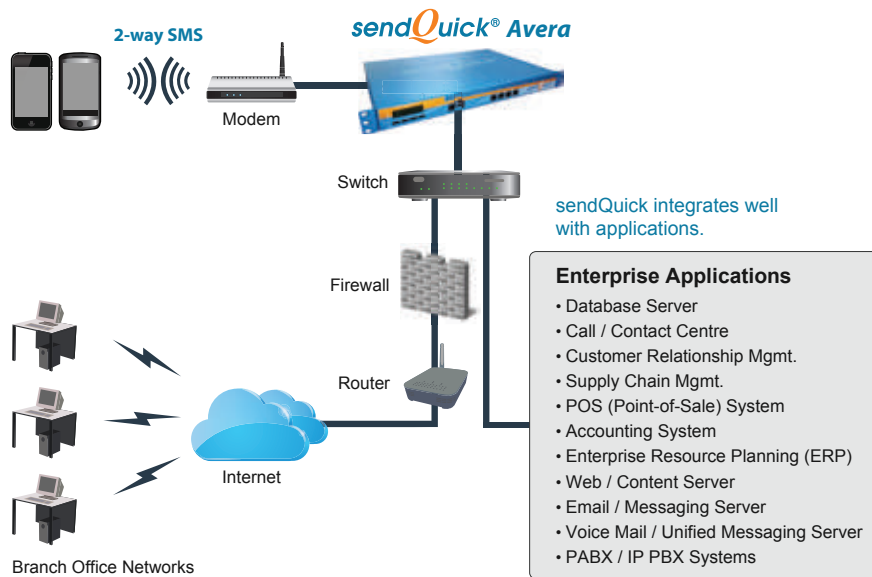 2-way SMS
sendQuick® Avera
Modem
Switch
sendQuick integrates well
with applications.
Firewall
Enterprise Applications
• Database Server
• Call / Contact Centre
• Customer Relationship Mgmt.
• Supply Chain Mgmt.
• POS (Point-of-Sale) System
• Accounting System
• Enterprise Resource Planning (ERP)
• Web / Content Server
• Email / Messaging Server
• Voice Mail / Unified Messaging Server
• PABX / IP PBX Systems
Router
Internet
Branch Office Networks